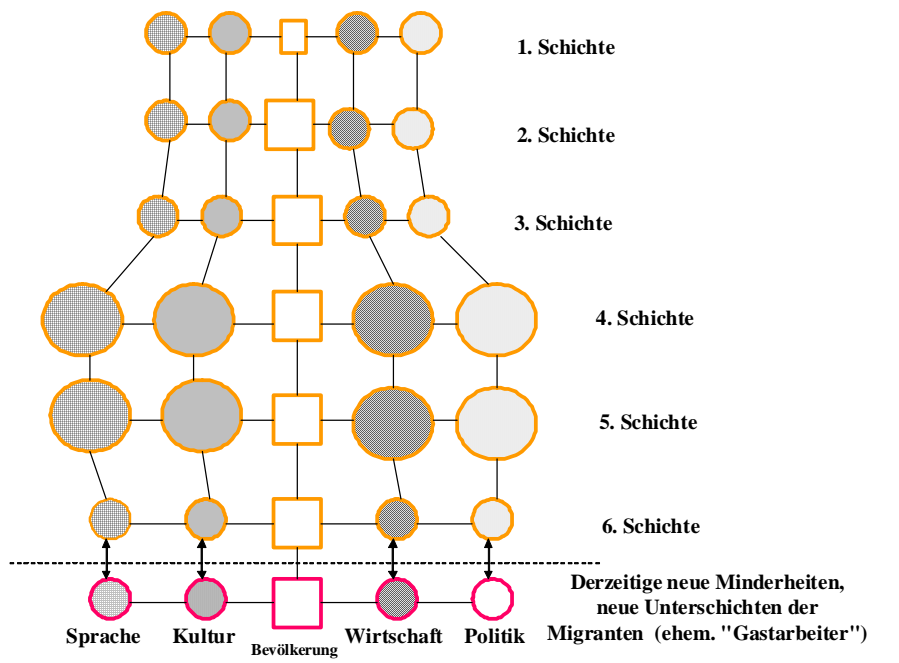 1. Schichte
2. Schichte
3. Schichte
4. Schichte
5. Schichte
6. Schichte
Derzeitige neue Minderheiten,
neue Unterschichten der
Migranten (ehem. "Gastarbeiter")
Sprache Kultur Bevölkerung Wirtschaft Politik